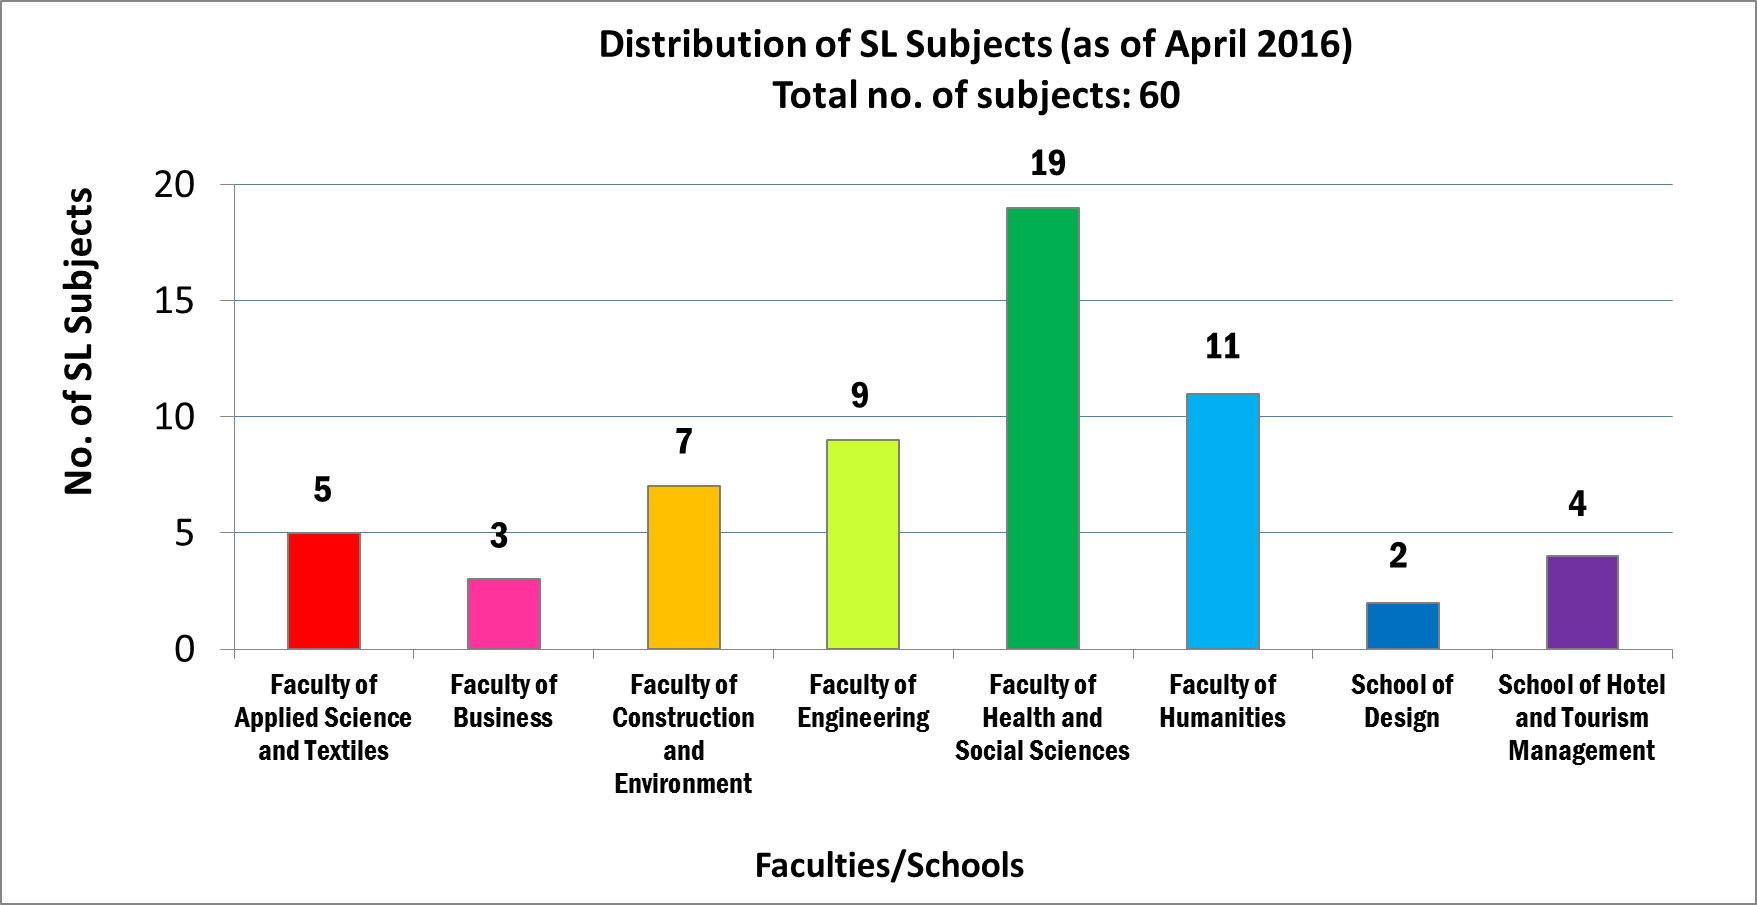 Distribution of SL Subjects (as of April 2016)
Total no. of subjects: 60
No. of SL Subjects
20
15
10
5
0
5
3
7
9
19
11
2
4
Faculty of
Applied Science
and Textiles
Faculty of
Business
Faculty of
Construction
and
Environment
Faculty of
Engineering
Faculty of
Health and
Social Sciences
Faculty of
Humanities
School of
Design
School of Hotel
and Tourism
Management
Faculties/Schools